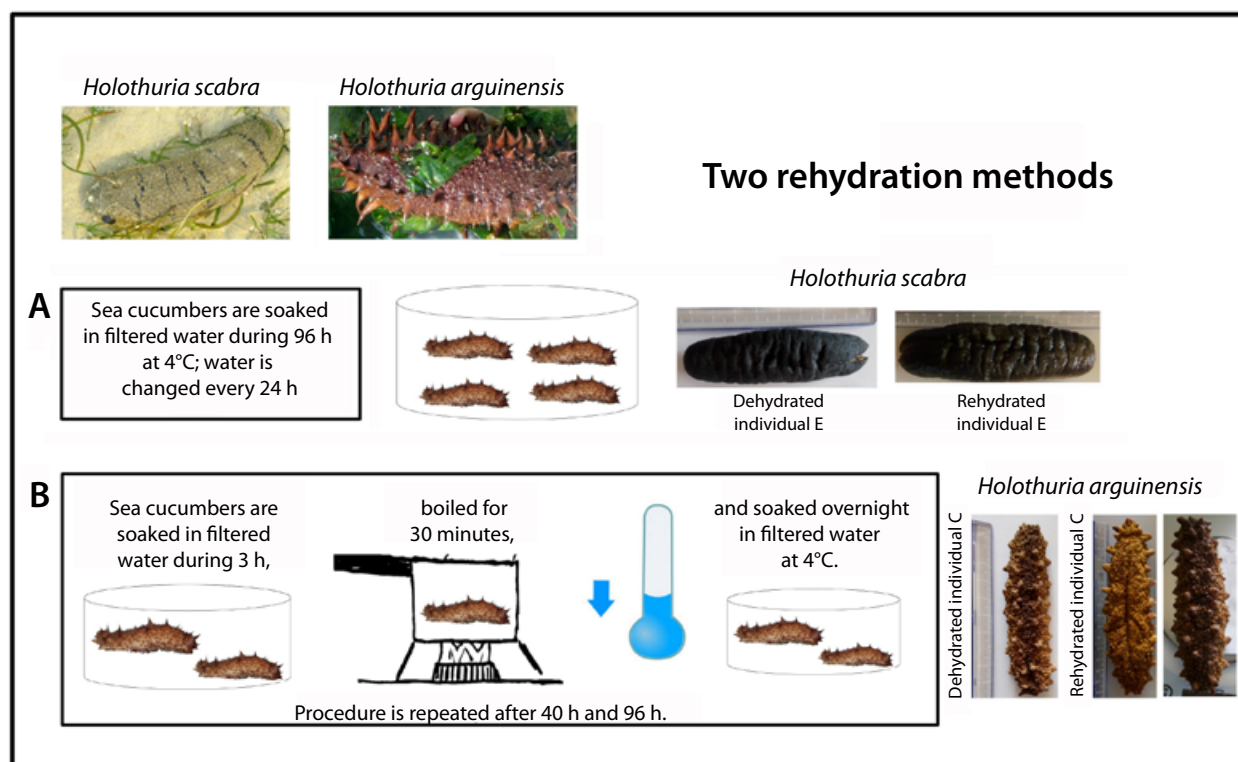 Holothuria scabra
Holothuria arguinensis
Two rehydration methods
A
Sea cucumbers are soaked
in filtered water during 96 h
at 4°C; water is
changed every 24 h
Holothuria scabra
Dehydrated
individual E
Rehydrated
individual E
B
Sea cucumbers are
soaked in filtered
water during 3 h,
boiled for
30 minutes,
and soaked overnight
in filtered water
at 4°C.
Procedure is repeated after 40 h and 96 h.
Holothuria arguinensis
Dehydrated individual C
Rehydrated individual C